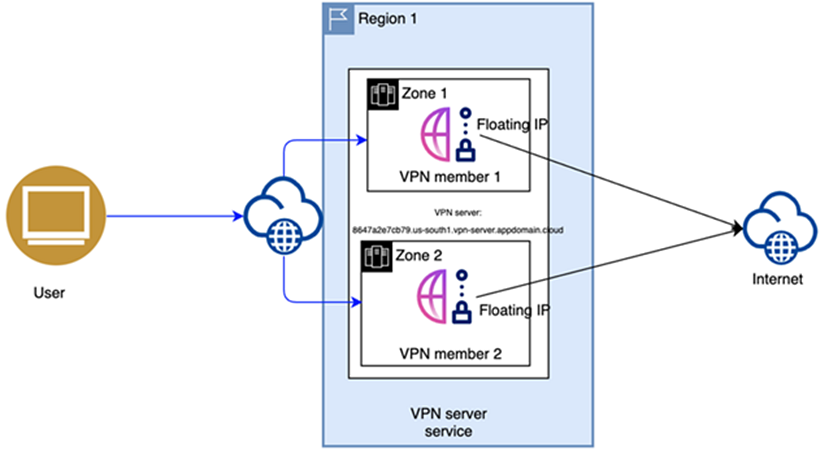 Region 1
Zone 1
Floating IP
VPN member 1
VPN server:
8647a2e7cb79.us-south1.vpn-server.appdomain.cloud
Zone 2
Floating IP
VPN member 2
User
Internet
VPN server
service